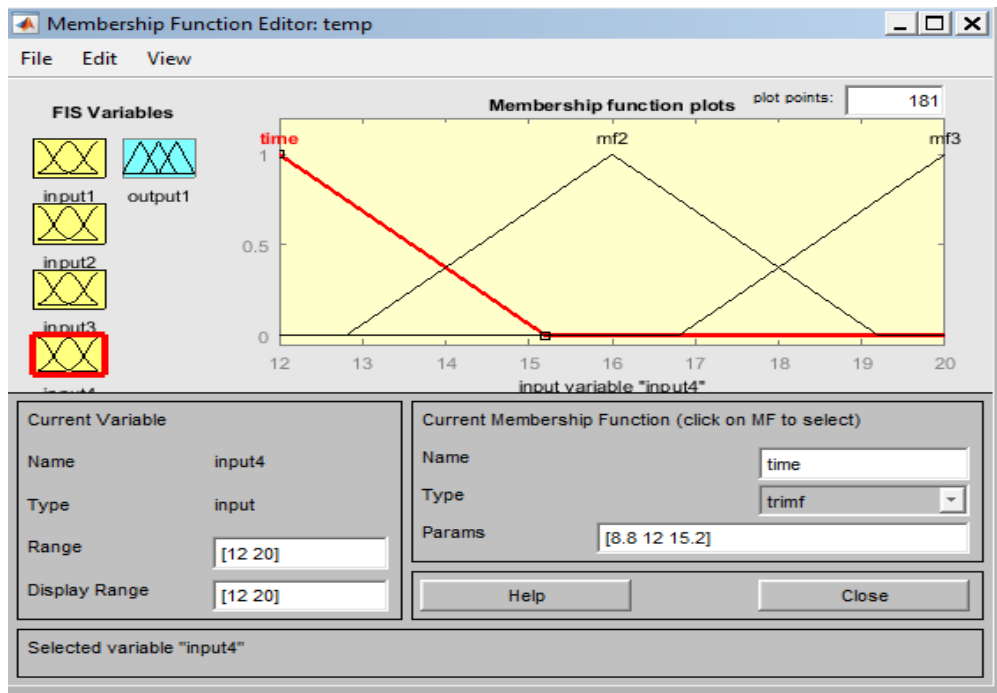 Membership Function Editor: temp
File Edit View
FIS Variables
input1
output1
input2
input3
input4
Membership function plots
plot points: 181
time mf2 mf3
1
0.5
0
12 13 14 15 16 17 18 19 20
input variable "input4"
Current Variable
Name input4
Type input
Range [12 20]
Display Range [12 20]
Current Membership Function (click on MF to select)
Name time
Type trimf
Params [8.8 12 15.2]
Help Close
Selected variable "input4"